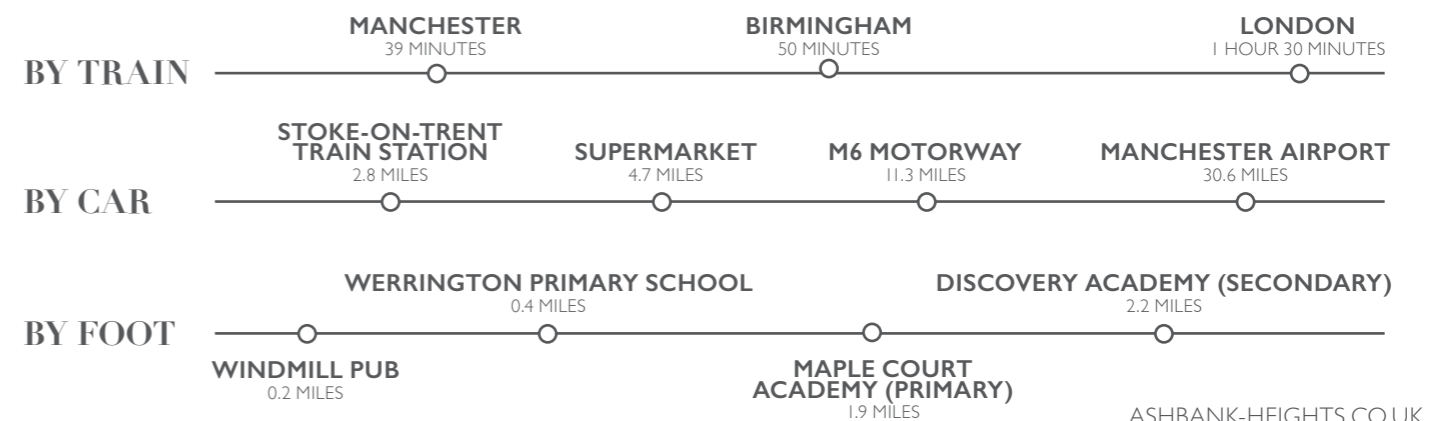 MANCHESTER
39 MINUTES
BIRMINGHAM
50 MINUTES
LONDON
1 HOUR 30 MINUTES
BY TRAIN
STOKE-ON-TRENT
TRAIN STATION
2.8 MILES
SUPERMARKET
4.7 MILES
M6 MOTORWAY
11.3 MILES
MANCHESTER AIRPORT
30.6 MILES
BY CAR
WERRINGTON PRIMARY SCHOOL
0.4 MILES
DISCOVERY ACADEMY (SECONDARY)
2.2 MILES
BY FOOT
WINDMILL PUB
0.2 MILES
MAPLE COURT
ACADEMY (PRIMARY)
1.9 MILES
ASHBANK-HEIGHTS.CO.UK